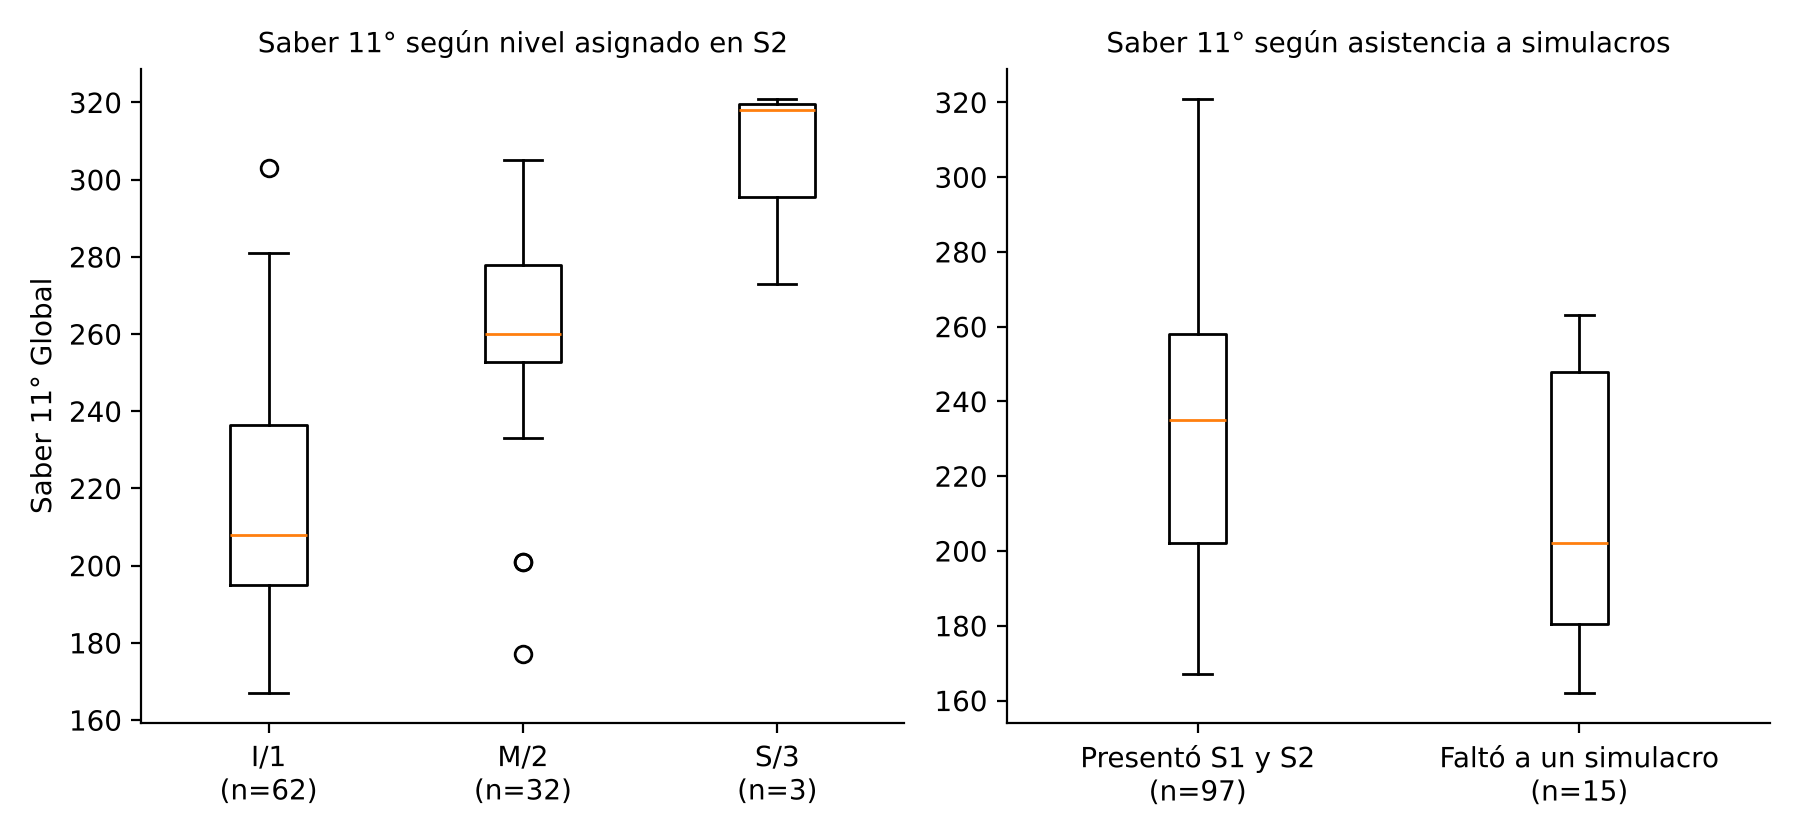 Saber 11° según nivel asignado en S2
Saber 11° Global
320
300
280
260
240
220
200
180
160
I/1
(n=62)
M/2
(n=32)
S/3
(n=3)
Saber 11° según asistencia a simulacros
320
300
280
260
240
220
200
180
160
Presentó S1 y S2
(n=97)
Faltó a un simulacro
(n=15)